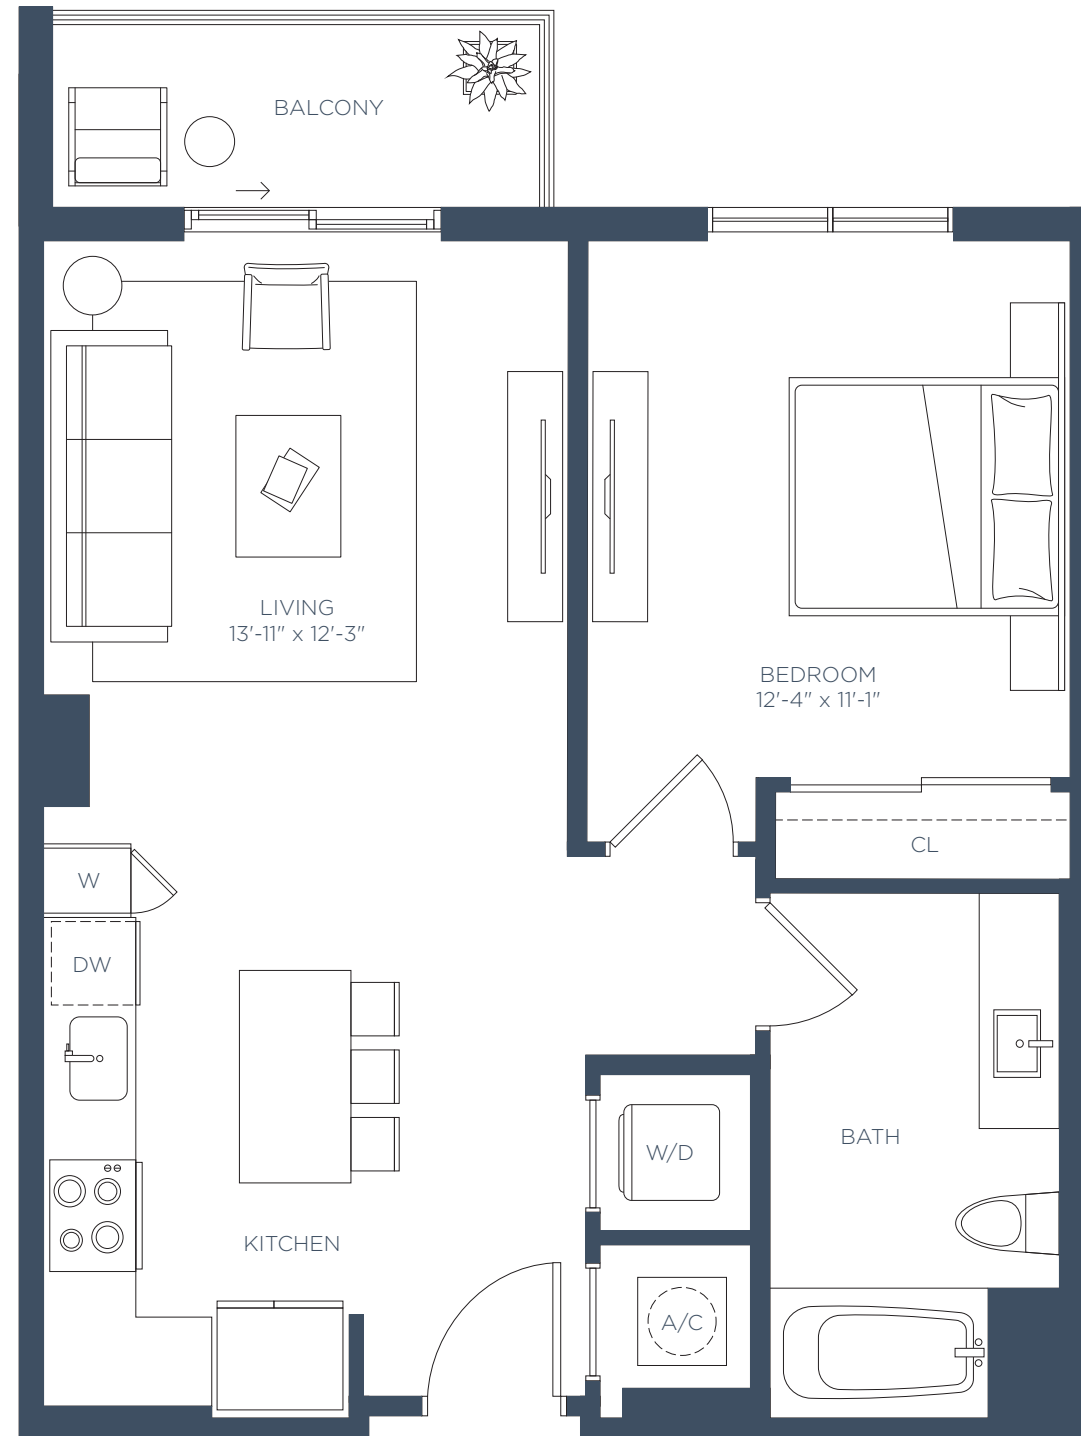 BALCONY
LIVING
13'-11" x 12'-3"
BEDROOM
12'-4" x 11'-1"
CL
W
DW
BATH
W/D
KITCHEN
A/C